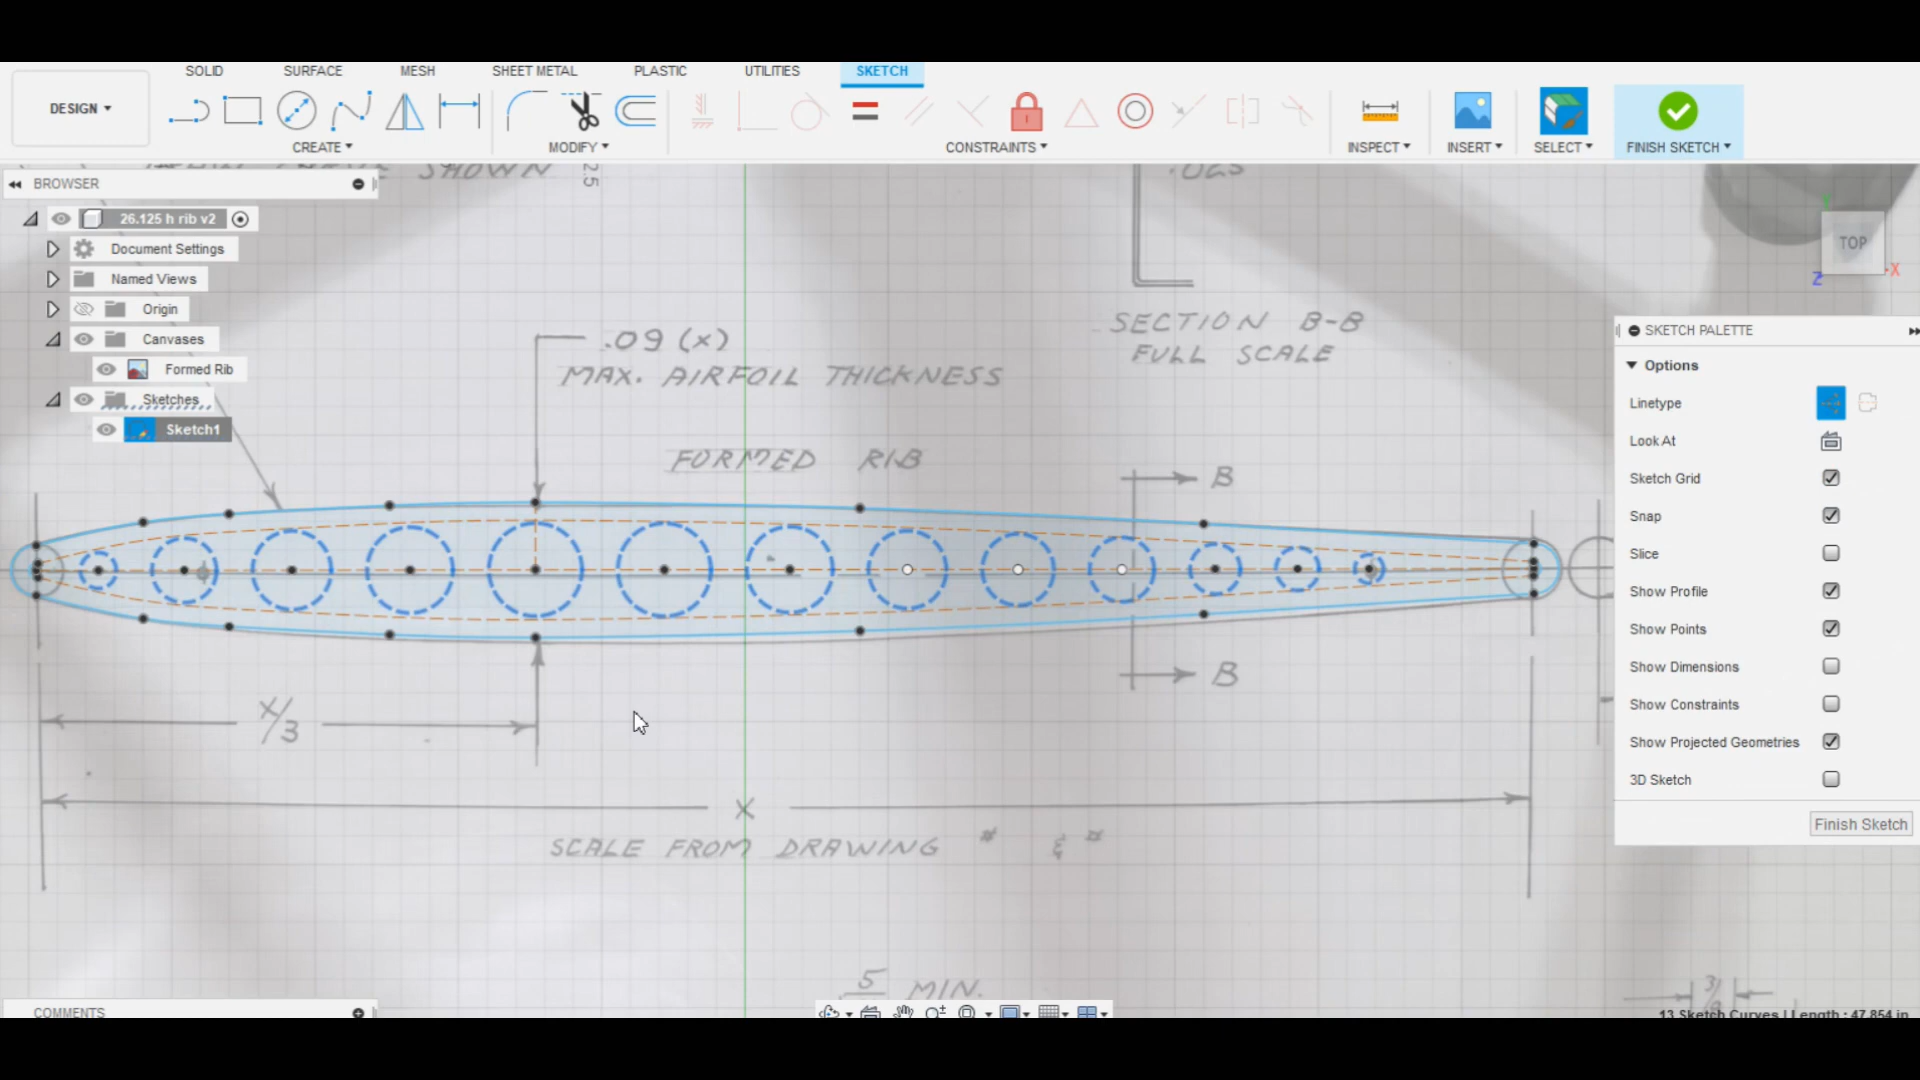 SOLID SURFACE MESH SHEET METAL PLASTIC UTILITIES SKETCH
DESIGN
CREATE MODIFY CONSTRAINTS INSPECT INSERT SELECT FINISH SKETCH
SHOWN
2.5
BROWSER
26.125 h rib v2
Document Settings
Named Views
Origin
Canvases
Formed Rib
Sketches
Sketch1
TOP
X
Z
.09 (X)
MAX. AIRFOIL THICKNESS
SECTION B-B
FULL SCALE
FORMED RIB
B
B
X/3
X
SCALE FROM DRAWING " & "
5 MIN.
3/8
SKETCH PALETTE
Options
Linetype
Look At
Sketch Grid
Snap
Slice
Show Profile
Show Points
Show Dimensions
Show Constraints
Show Projected Geometries
3D Sketch
Finish Sketch
COMMENTS
13 Sketch Curves | Length : 47.854 in